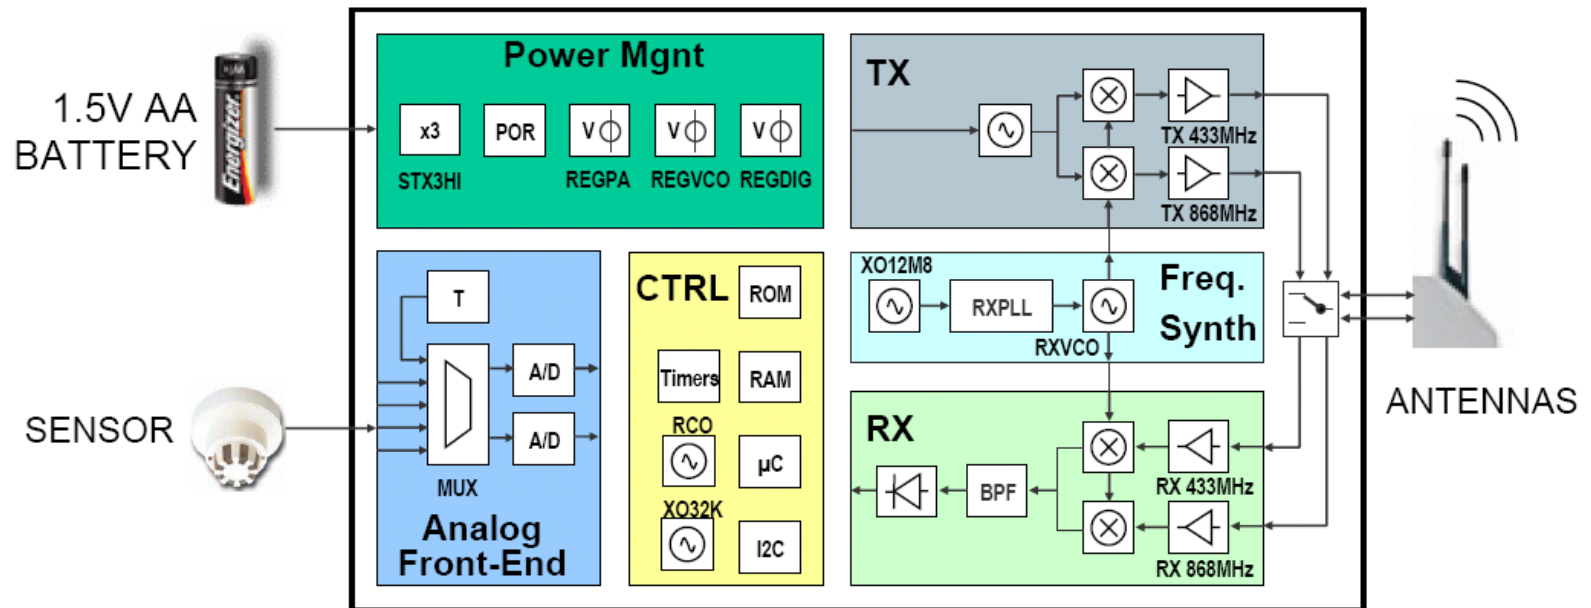 1.5V AA
BATTERY
Energizer
AA
SENSOR
Power Mgnt
x3
POR
V
V
V
STX3HI
REGPA
REGVCO
REGDIG
T
A/D
A/D
MUX
Analog
Front-End
CTRL
ROM
Timers
RAM
RCO
µC
XO32K
I2C
TX
TX 433MHz
TX 868MHz
XO12M8
RXPLL
RXVCO
Freq.
Synth
RX
BPF
RX 433MHz
RX 868MHz
ANTENNAS